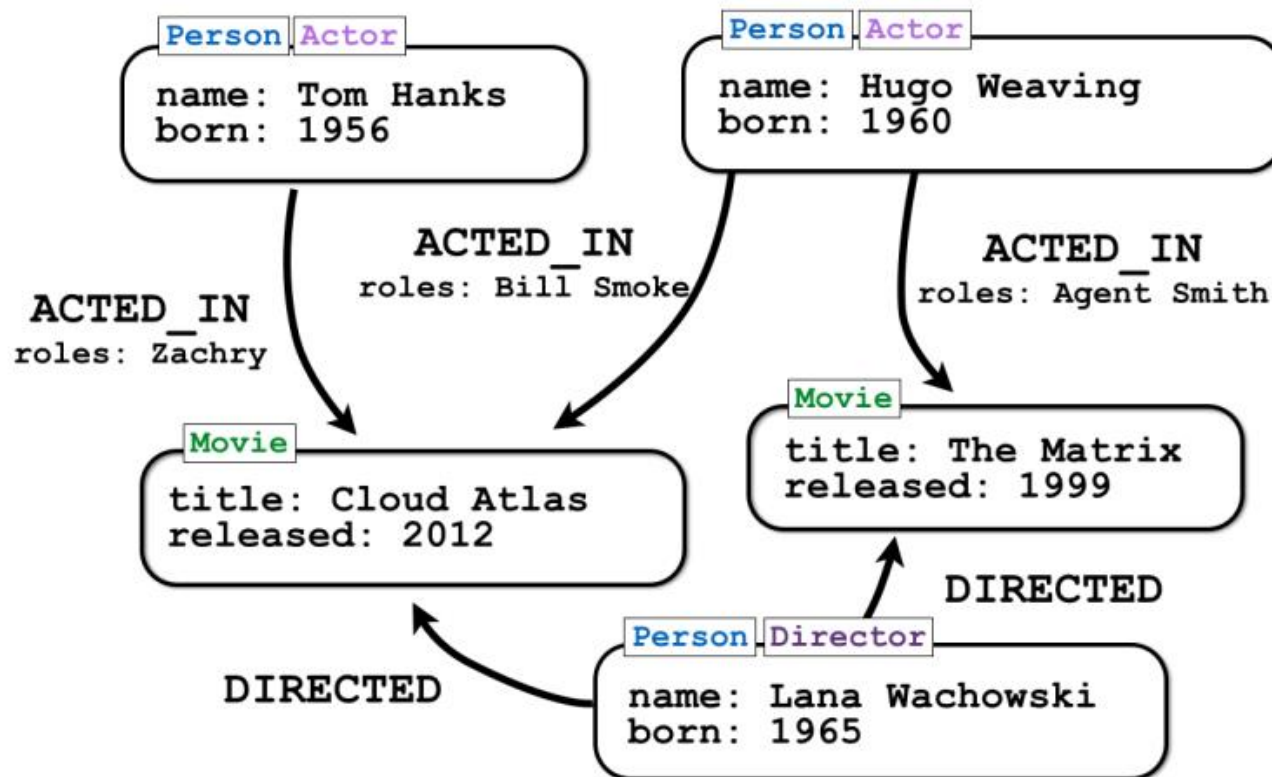 Person Actor
name: Tom Hanks
born: 1956
Person Actor
name: Hugo Weaving
born: 1960
ACTED_IN
roles: Zachry
ACTED_IN
roles: Bill Smoke
ACTED_IN
roles: Agent Smith
Movie
title: Cloud Atlas
released: 2012
Movie
title: The Matrix
released: 1999
DIRECTED
DIRECTED
Person Director
name: Lana Wachowski
born: 1965